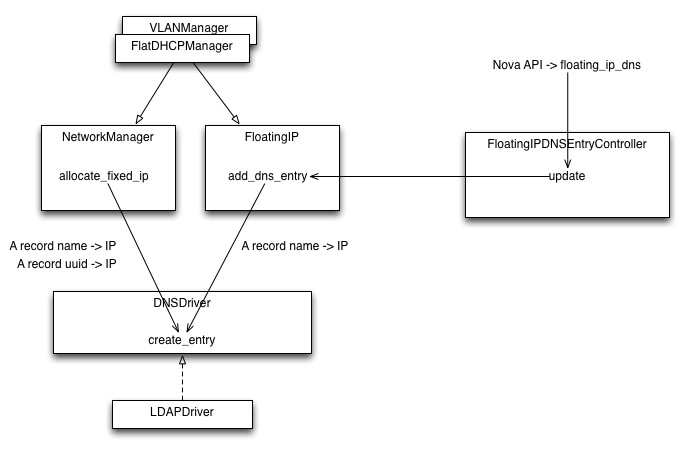 VLANManager
FlatDHCPManager
Nova API -> floating_ip_dns
NetworkManager
FloatingIP
FloatingIPDNSEntryController
allocate_fixed_ip
add_dns_entry
update
A record name -> IP
A record uuid -> IP
A record name -> IP
DNSDriver
create_entry
LDAPDriver